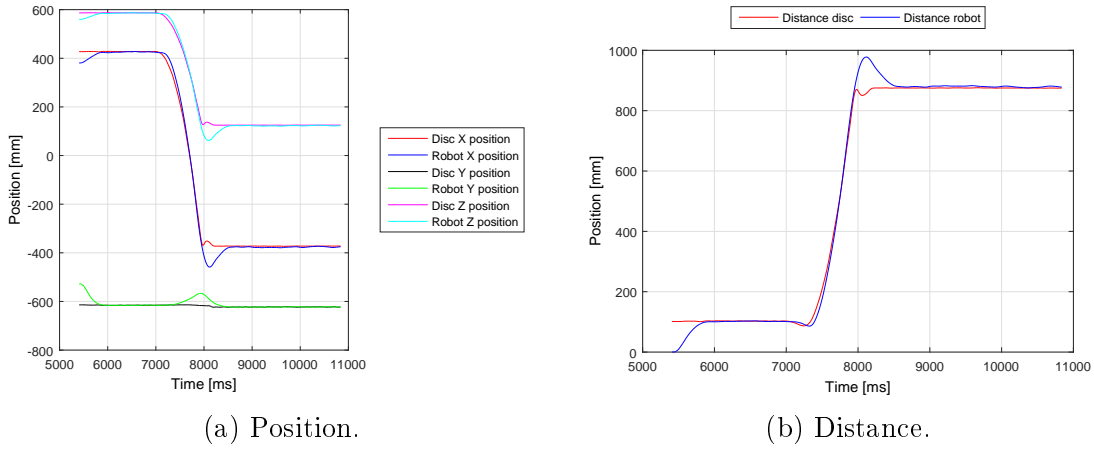 600
400
200
0
-200
-400
-600
-800
Position [mm]
5000 6000 7000 8000 9000 10000 11000
Time [ms]
Disc X position
Robot X position
Disc Y position
Robot Y position
Disc Z position
Robot Z position
(a) Position.
Distance disc Distance robot
1000
800
600
400
200
0
Position [mm]
5000 6000 7000 8000 9000 10000 11000
Time [ms]
(b) Distance.